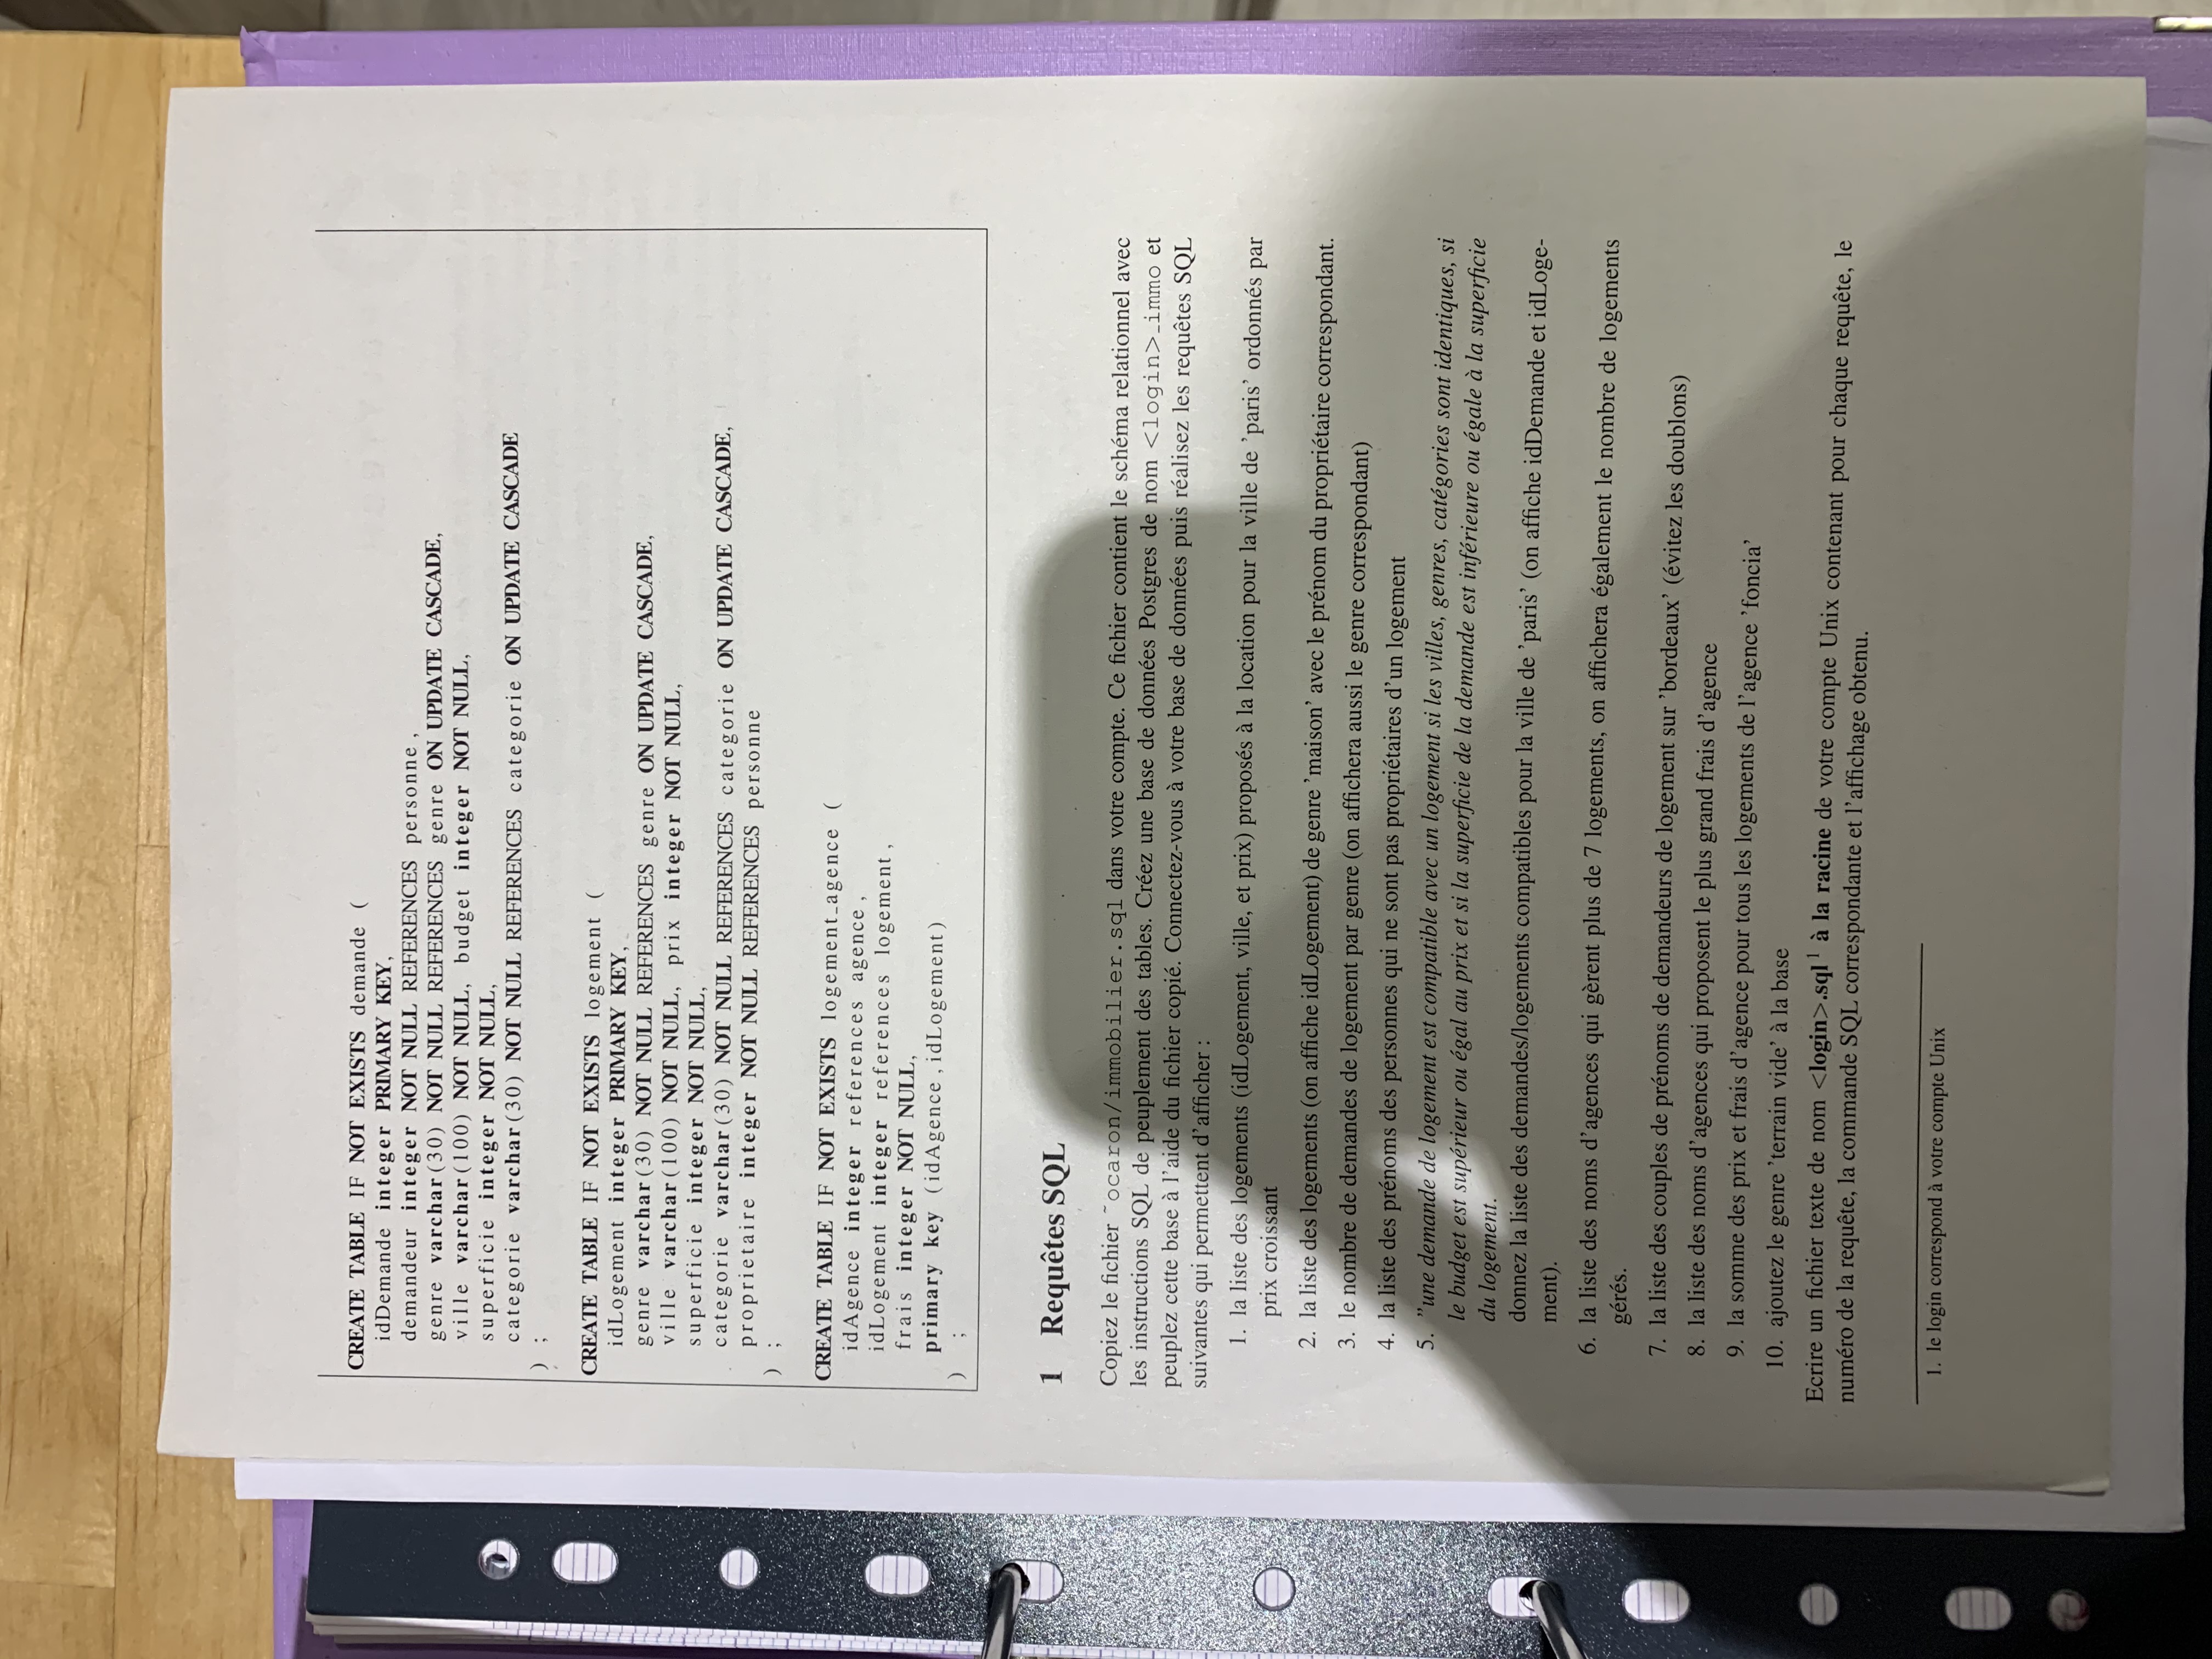 CREATE TABLE IF NOT EXISTS demande (
idDemande integer PRIMARY KEY,
demandeur integer NOT NULL REFERENCES personne ,
genre varchar(30) NOT NULL REFERENCES genre ON UPDATE CASCADE,
ville varchar(100) NOT NULL, budget integer NOT NULL,
superficie integer NOT NULL,
categorie varchar(30) NOT NULL REFERENCES categorie ON UPDATE CASCADE
) ;
CREATE TABLE IF NOT EXISTS logement (
idLogement integer PRIMARY KEY,
genre varchar(30) NOT NULL REFERENCES genre ON UPDATE CASCADE,
ville varchar(100) NOT NULL, prix integer NOT NULL,
superficie integer NOT NULL,
categorie varchar(30) NOT NULL REFERENCES categorie ON UPDATE CASCADE,
proprietaire integer NOT NULL REFERENCES personne
) ;
CREATE TABLE IF NOT EXISTS logement_agence (
idAgence integer references agence ,
idLogement integer references logement ,
frais integer NOT NULL,
primary key (idAgence ,idLogement)
) ;
1 Requêtes SQL
Copiez le fichier ~ocaron/immobilier.sql dans votre compte. Ce fichier contient le schéma relationnel avec
les instructions SQL de peuplement des tables. Créez une base de données Postgres de nom <login>_immo et
peuplez cette base à l'aide du fichier copié. Connectez-vous à votre base de données puis réalisez les requêtes SQL
suivantes qui permettent d'afficher :
1. la liste des logements (idLogement, ville, et prix) proposés à la location pour la ville de 'paris' ordonnés par
prix croissant
2. la liste des logements (on affiche idLogement) de genre 'maison' avec le prénom du propriétaire correspondant.
3. le nombre de demandes de logement par genre (on affichera aussi le genre correspondant)
4. la liste des prénoms des personnes qui ne sont pas propriétaires d'un logement
5. ”une demande de logement est compatible avec un logement si les villes, genres, catégories sont identiques, si
le budget est supérieur ou égal au prix et si la superficie de la demande est inférieure ou égale à la superficie
du logement.
donnez la liste des demandes/logements compatibles pour la ville de 'paris' (on affiche idDemande et idLoge-
ment).
6. la liste des noms d'agences qui gèrent plus de 7 logements, on affichera également le nombre de logements
gérés.
7. la liste des couples de prénoms de demandeurs de logement sur 'bordeaux' (évitez les doublons)
8. la liste des noms d'agences qui proposent le plus grand frais d'agence
9. la somme des prix et frais d'agence pour tous les logements de l'agence 'foncia'
10. ajoutez le genre 'terrain vide' à la base
Ecrire un fichier texte de nom <login>.sql 1 à la racine de votre compte Unix contenant pour chaque requête, le
numéro de la requête, la commande SQL correspondante et l'affichage obtenu.
1. le login correspond à votre compte Unix